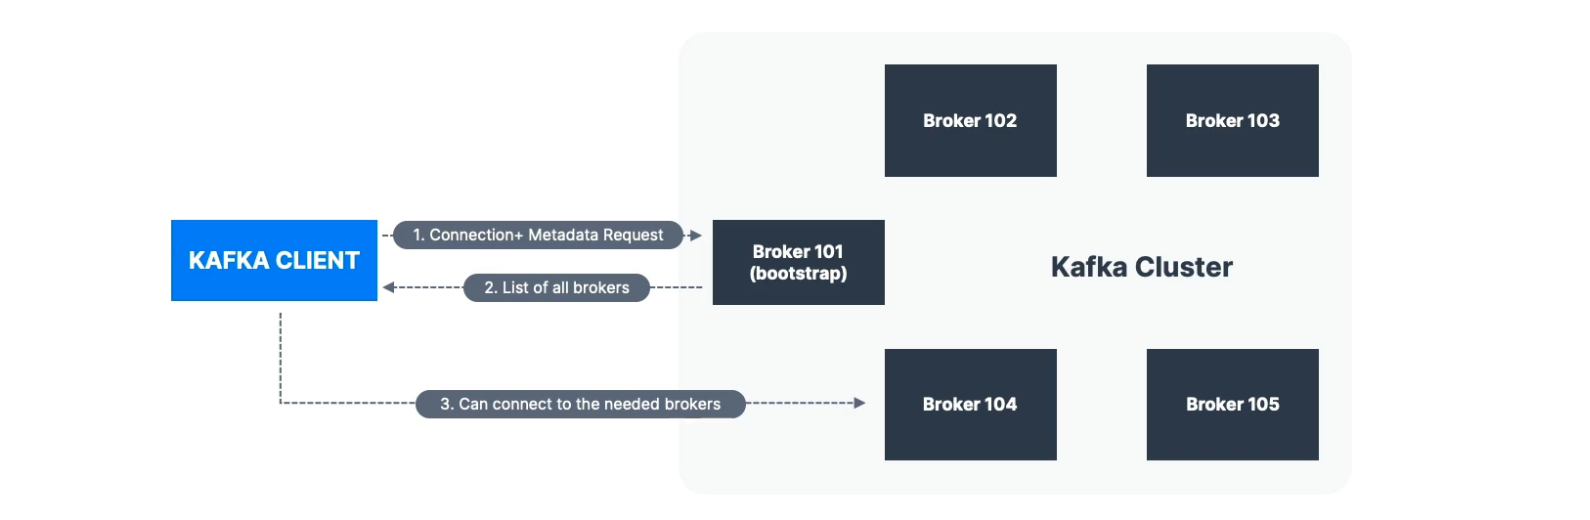 Broker 102
Broker 103
KAFKA CLIENT
1. Connection+ Metadata Request
Broker 101
(bootstrap)
2. List of all brokers
Kafka Cluster
3. Can connect to the needed brokers
Broker 104
Broker 105